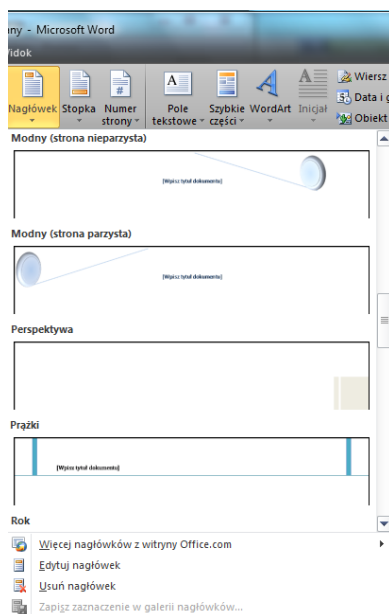 ony - Microsoft Word
Widok
Nagłówek Stopka Numer strony Pole tekstowe Szybkie części WordArt Inicjał
Wiersz
Data i g
Obiekt
Modny (strona nieparzysta)
[Wpisz tytuł dokumentu]
Modny (strona parzysta)
[Wpisz tytuł dokumentu]
Perspektywa
Prążki
[Wpisz tytuł dokumentu]
Rok
Więcej nagłówków z witryny Office.com
Edytuj nagłówek
Usuń nagłówek
Zapisz zaznaczenie w galerii nagłówków...